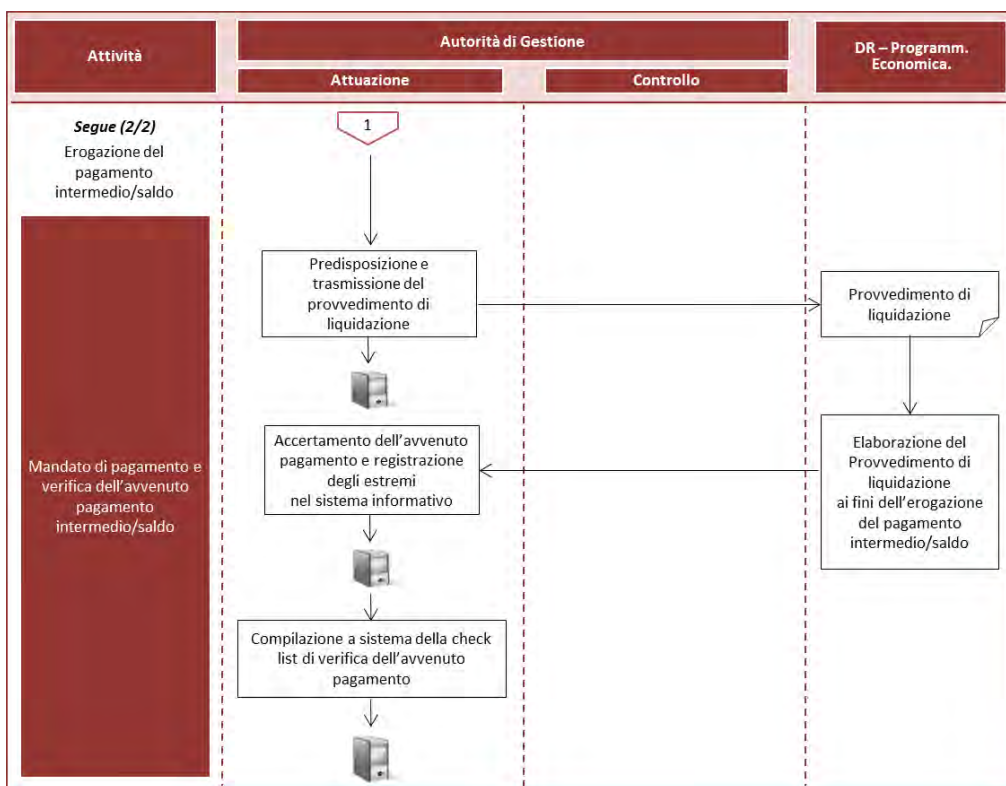 Attività
Autorità di Gestione
DR – Programm.
Economica.
Attuazione
Controllo
Segue (2/2)
Erogazione del
pagamento
intermedio/saldo
1
Predisposizione e
trasmissione del
provvedimento di
liquidazione
Provvedimento di
liquidazione
Mandato di pagamento e
verifica dell’avvenuto
pagamento
intermedio/saldo
Accertamento dell’avvenuto
pagamento e registrazione
degli estremi
nel sistema informativo
Elaborazione del
Provvedimento di
liquidazione
ai fini dell’erogazione
del pagamento
intermedio/saldo
Compilazione a sistema della check
list di verifica dell’avvenuto
pagamento